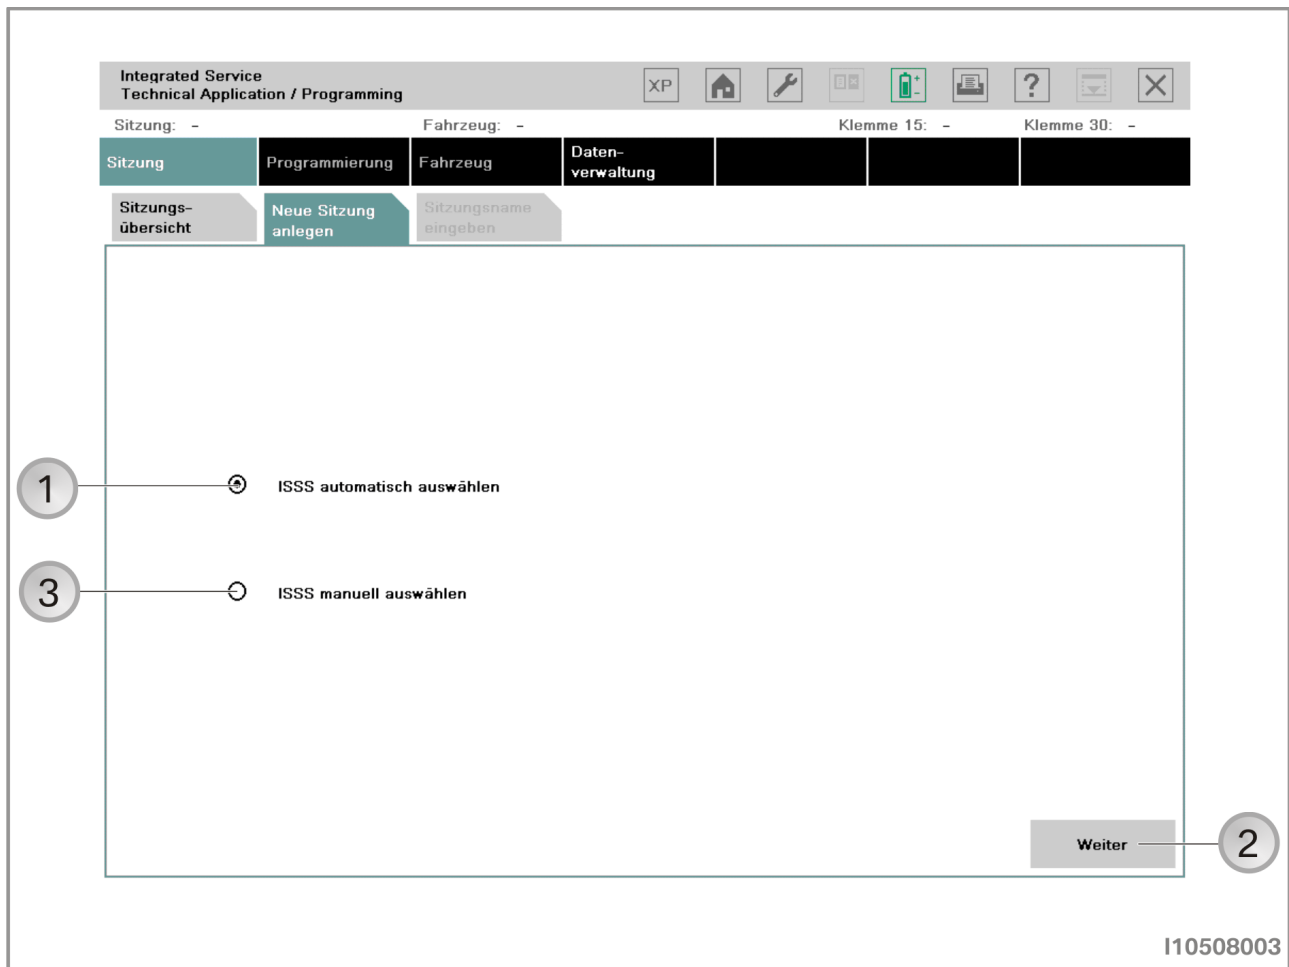 Integrated Service
Technical Application / Programming
XP
?
Sitzung: -
Fahrzeug: -
Klemme 15: -
Klemme 30: -
Sitzung
Programmierung
Fahrzeug
Daten-
verwaltung
Sitzungs-
übersicht
Neue Sitzung
anlegen
Sitzungsname
eingeben
1
ISSS automatisch auswählen
3
ISSS manuell auswählen
Weiter
2
I10508003